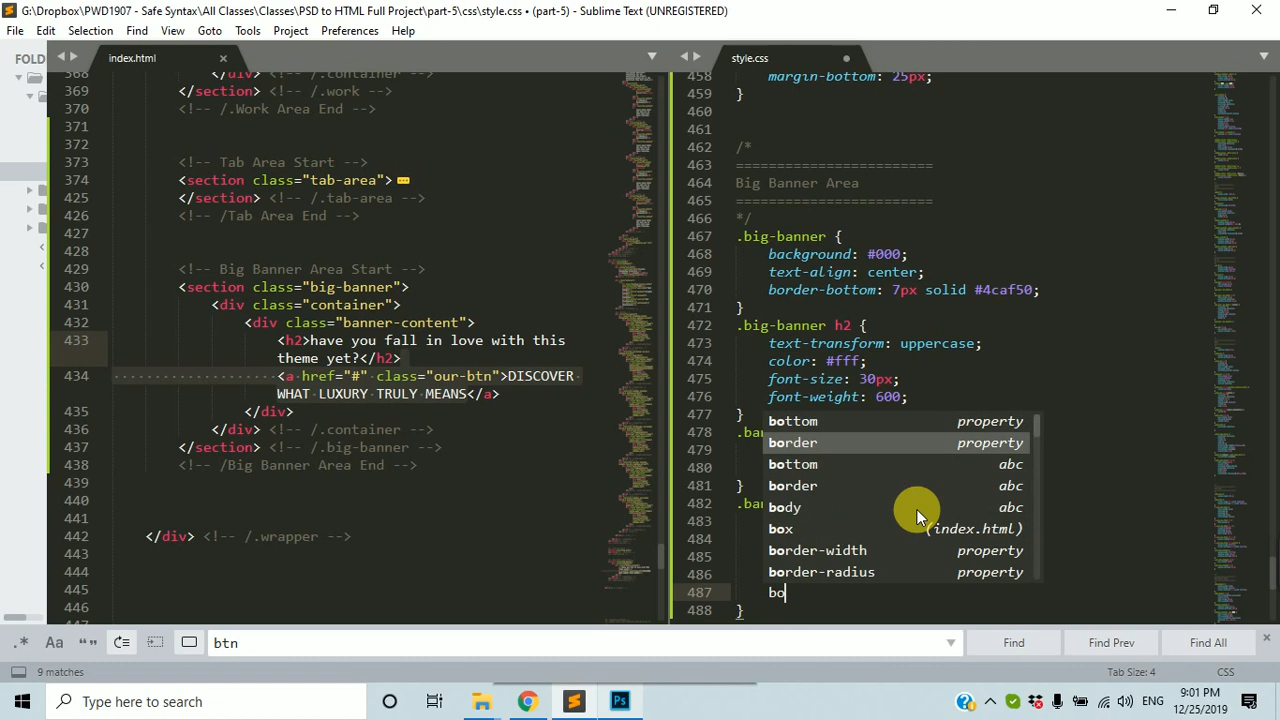 G:\Dropbox\PWD1907 - Safe Syntax\All Classes\Classes\PSD to HTML Full Project\part-5\css\style.css • (part-5) - Sublime Text (UNREGISTERED)
File Edit Selection Find View Goto Tools Project Preferences Help
FOLD
index.html
368 </div> <!-- /.container -->
369 </section> <!-- /.work -->
370 <!-- /.Work Area End -->
371
372
373 <!-- Tab Area Start -->
374 <section class="tab-area">
425 </section> <!-- /.tab-area -->
426 <!-- /Tab Area End -->
427
428
429 <!-- Big Banner Area Start -->
430 <section class="big-banner">
431 <div class="container">
432 <div class="banner-content">
433 <h2>have you fall in love with this
theme yet?</h2>
434 <a href="#" class="our-btn">DISCOVER
WHAT LUXURY TRULY MEANS</a>
435 </div>
436 </div> <!-- /.container -->
437 </section> <!-- /.big-banner -->
438 <!-- /Big Banner Area End -->
439
440
441
442 </div> <!-- /.wrapper -->
443
444
445
446
447
style.css
458 margin-bottom: 25px;
459 }
460
461
462 /*
463 ========================
464 Big Banner Area
465 ========================
466 */
467 .big-banner {
468 background: #000;
469 text-align: center;
470 border-bottom: 7px solid #4caf50;
471 }
472 .big-banner h2 {
473 text-transform: uppercase;
474 color: #fff;
475 font-size: 30px;
476 font-weight: 600;
477 }
478 .ban
479
480
481 }
482 .ban
483
484
485
486
487 bo
488 }
bottom property
border property
bottom abc
border abc
body abc
box (index.html)
border-width property
border-radius property
.* Aa “” btn Find Find Prev Find All
9 matches Tab Size: 4 CSS
Type here to search
Ps
ENG
9:01 PM
12/25/2019